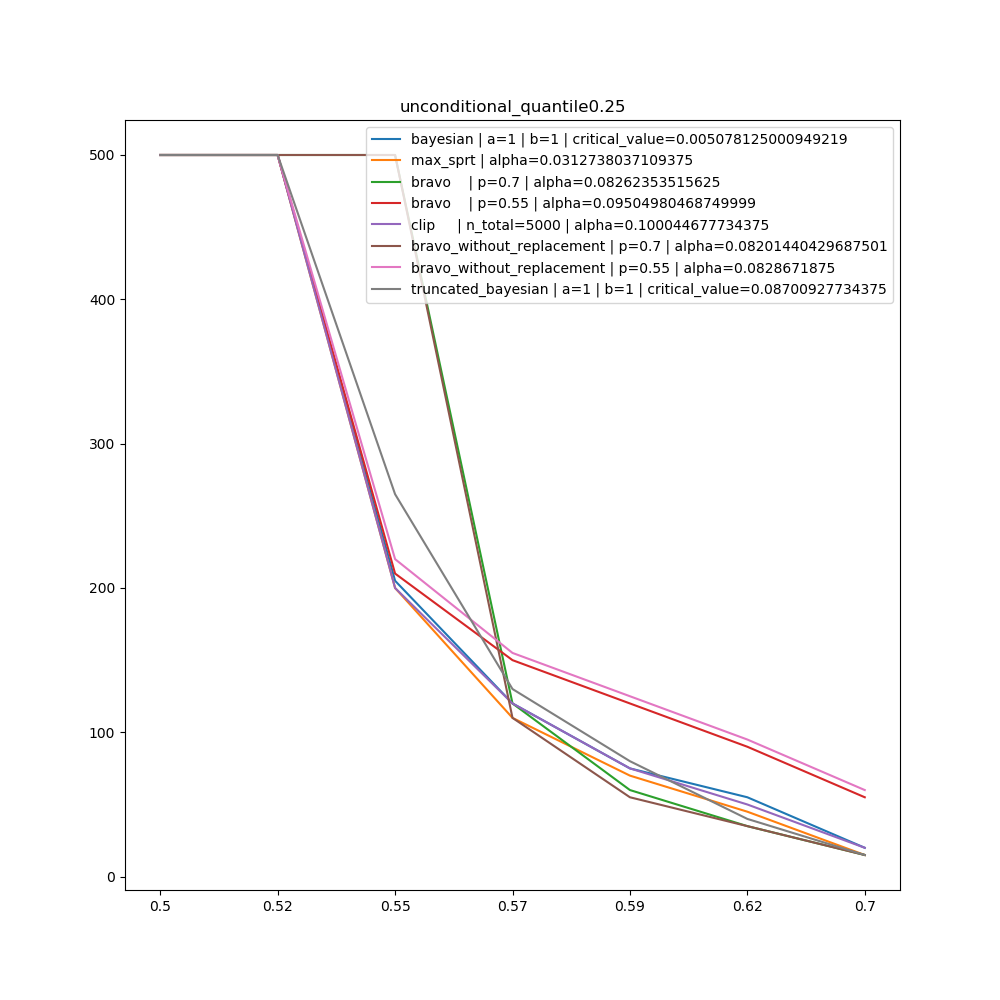 unconditional_quantile0.25
bayesian | a=1 | b=1 | critical_value=0.005078125000949219
max_sprt | alpha=0.0312738037109375
bravo    | p=0.7 | alpha=0.08262353515625
bravo    | p=0.55 | alpha=0.09504980468749999
clip     | n_total=5000 | alpha=0.100044677734375
bravo_without_replacement | p=0.7 | alpha=0.08201440429687501
bravo_without_replacement | p=0.55 | alpha=0.0828671875
truncated_bayesian | a=1 | b=1 | critical_value=0.08700927734375
500
400
300
200
100
0
0.5 0.52 0.55 0.57 0.59 0.62 0.7